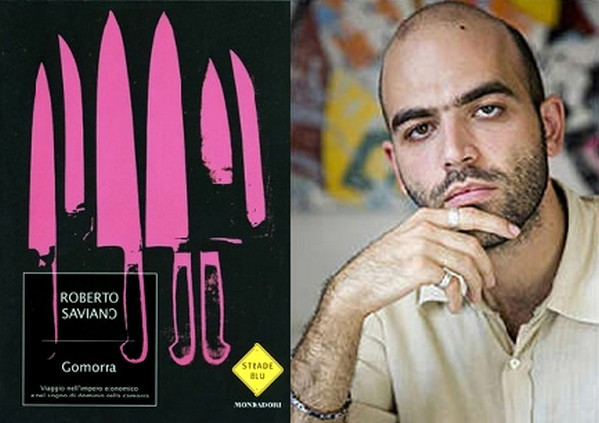 ROBERTO
SAVIANO
Gomorra
Viaggio nell'impero economico
e nel sogno di dominio della camorra
STRADE
BLU
MONDADORI